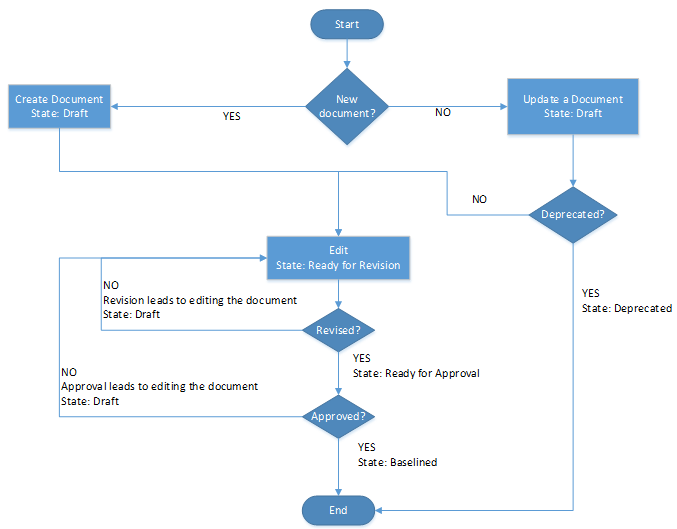 Start
New
document?
YES
NO
Create Document
State: Draft
Update a Document
State: Draft
NO
Deprecated?
Edit
State: Ready for Revision
NO
Revision leads to editing the document
State: Draft
YES
State: Deprecated
Revised?
YES
State: Ready for Approval
NO
Approval leads to editing the document
State: Draft
Approved?
YES
State: Baselined
End